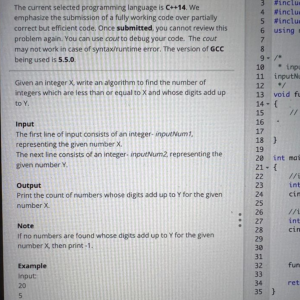 The current selected programming language is C++14. We
emphasize the submission of a fully working code over partially
correct but efficient code. Once submitted, you cannot review this
problem again. You can use cout to debug your code. The cout
may not work in case of syntax/runtime error. The version of GCC
being used is 5.5.0.
Given an integer X, write an algorithm to find the number of
integers which are less than or equal to X and whose digits add up
to Y.
Input
The first line of input consists of an integer- inputNum1,
representing the given number X.
The next line consists of an integer- inputNum2, representing the
given number Y.
Output
Print the count of numbers whose digits add up to Y for the given
number X.
Note
If no numbers are found whose digits add up to Y for the given
number X, then print -1.
Example
Input:
20
5
3 #inclu
4 #inclu
5 #inclu
6 using
7
8
9 /*
10 * inpu
11 inputN
12 */
13 void fu
14 {
15 //
16
17
18 }
19
20 int mai
21 {
22 //i
23 int
24 cin
25
26 //i
27 int
28 cin
29
30
31
32 fun
33
34 ret
35 }